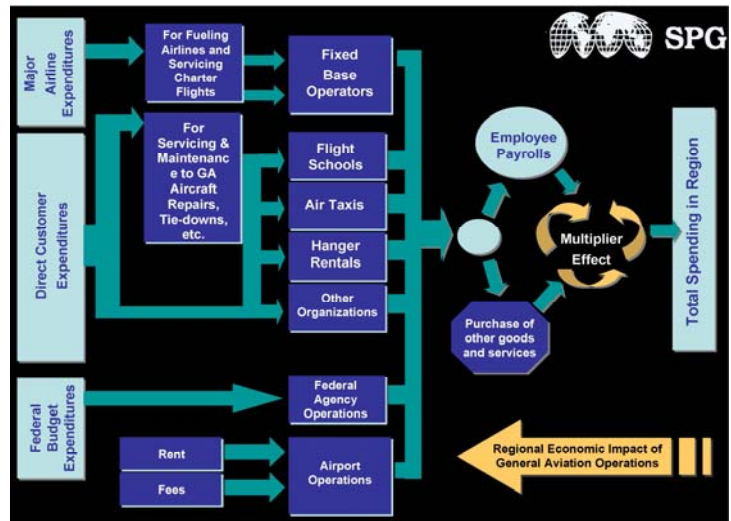 SPG
Major
Airline
Expenditures
For Fueling
Airlines and
Servicing
Charter
Flights
Fixed
Base
Operators
Direct Customer
Expenditures
For
Servicing &
Maintenanc
e to GA
Aircraft
Repairs,
Tie-downs,
etc.
Flight
Schools
Air Taxis
Hanger
Rentals
Other
Organizations
Employee
Payrolls
Multiplier
Effect
Purchase of
other goods
and services
Total Spending in Region
Federal
Budget
Expenditures
Federal
Agency
Operations
Rent
Fees
Airport
Operations
Regional Economic Impact of
General Aviation Operations